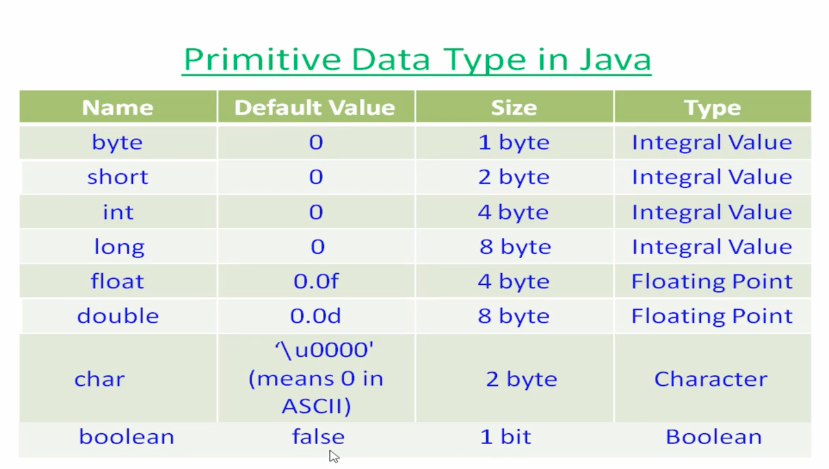 Primitive Data Type in Java
Name Default Value Size Type
byte 0 1 byte Integral Value
short 0 2 byte Integral Value
int 0 4 byte Integral Value
long 0 8 byte Integral Value
float 0.0f 4 byte Floating Point
double 0.0d 8 byte Floating Point
char ‘\u0000' (means 0 in ASCII) 2 byte Character
boolean false 1 bit Boolean